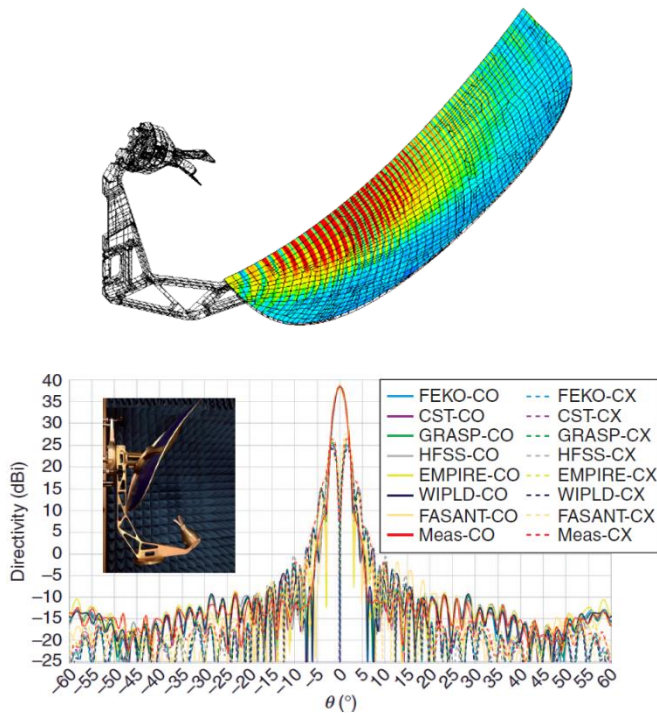 40
35
30
25
20
15
10
5
0
−5
−10
−15
−20
−25
Directivity (dBi)
FEKO-CO FEKO-CX
CST-CO CST-CX
GRASP-CO GRASP-CX
HFSS-CO HFSS-CX
EMPIRE-CO EMPIRE-CX
WIPLD-CO WIPLD-CX
FASANT-CO FASANT-CX
Meas-CO Meas-CX
−60 −55 −50 −45 −40 −35 −30 −25 −20 −15 −10 −5 0 5 10 15 20 25 30 35 40 45 50 55 60
θ (°)